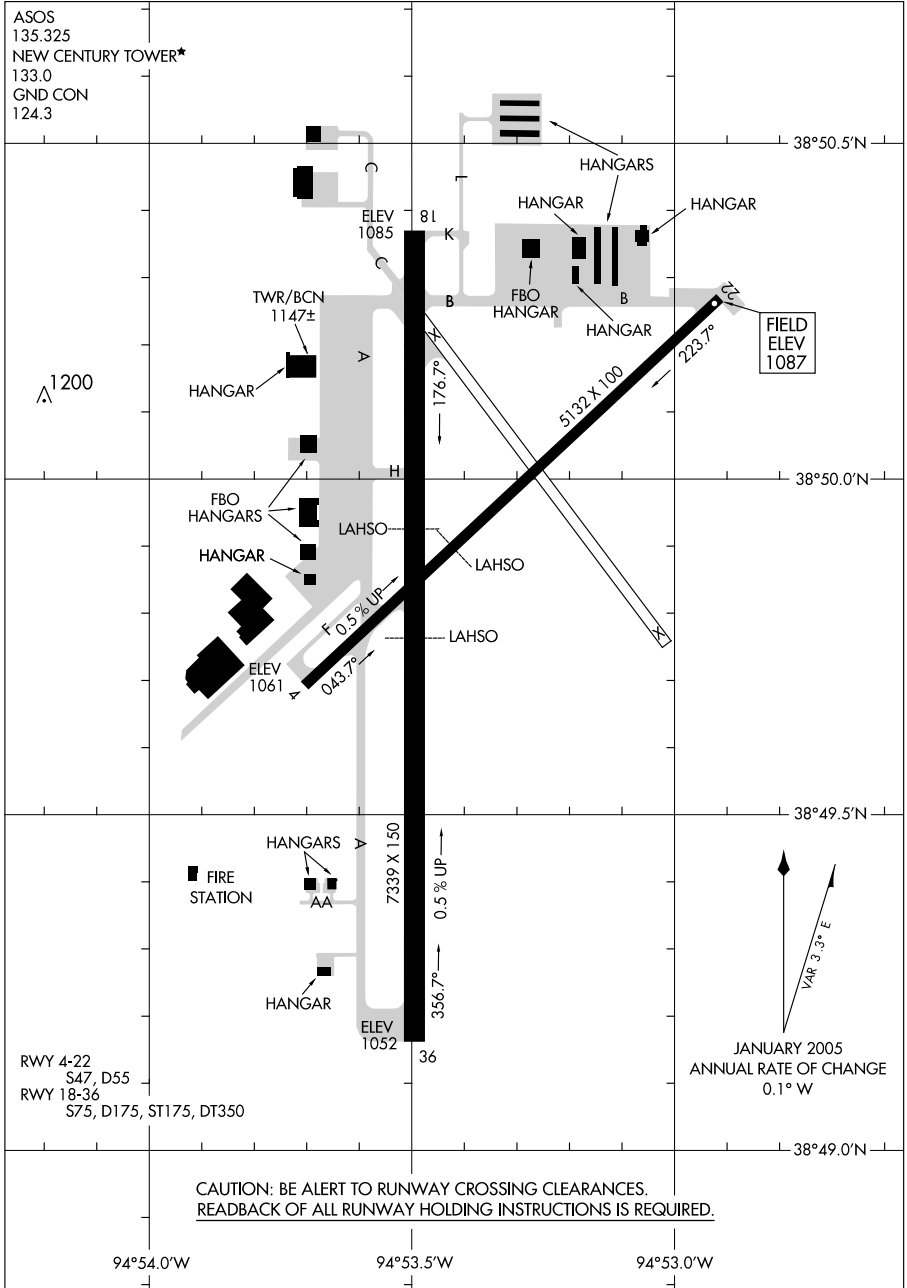 ASOS
135.325
NEW CENTURY TOWER★
133.0
GND CON
124.3
38°50.5'N
HANGARS
C
L
HANGAR
HANGAR
ELEV
1085
18
K
C
FBO
HANGAR
HANGAR
B
B
22
TWR/BCN
1147±
FIELD
ELEV
1087
A
X
176.7°
223.7°
HANGAR
1200
5132 X 100
H
38°50.0'N
FBO
HANGARS
LAHSO
LAHSO
HANGAR
F
0.5 % UP
LAHSO
X
ELEV
1061
043.7°
4
38°49.5'N
HANGARS
A
7339 X 150
0.5 % UP
FIRE
STATION
AA
VAR 3.3° E
HANGAR
356.7°
ELEV
1052
36
JANUARY 2005
ANNUAL RATE OF CHANGE
0.1° W
RWY 4-22
S47, D55
RWY 18-36
S75, D175, ST175, DT350
38°49.0'N
CAUTION: BE ALERT TO RUNWAY CROSSING CLEARANCES.
READBACK OF ALL RUNWAY HOLDING INSTRUCTIONS IS REQUIRED.
94°54.0'W
94°53.5'W
94°53.0'W